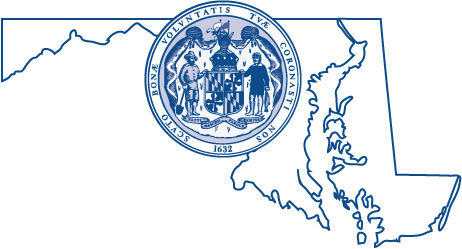 SCVTO BONÆ VOLVNTATIS TVÆ CORONASTI NOS
1632